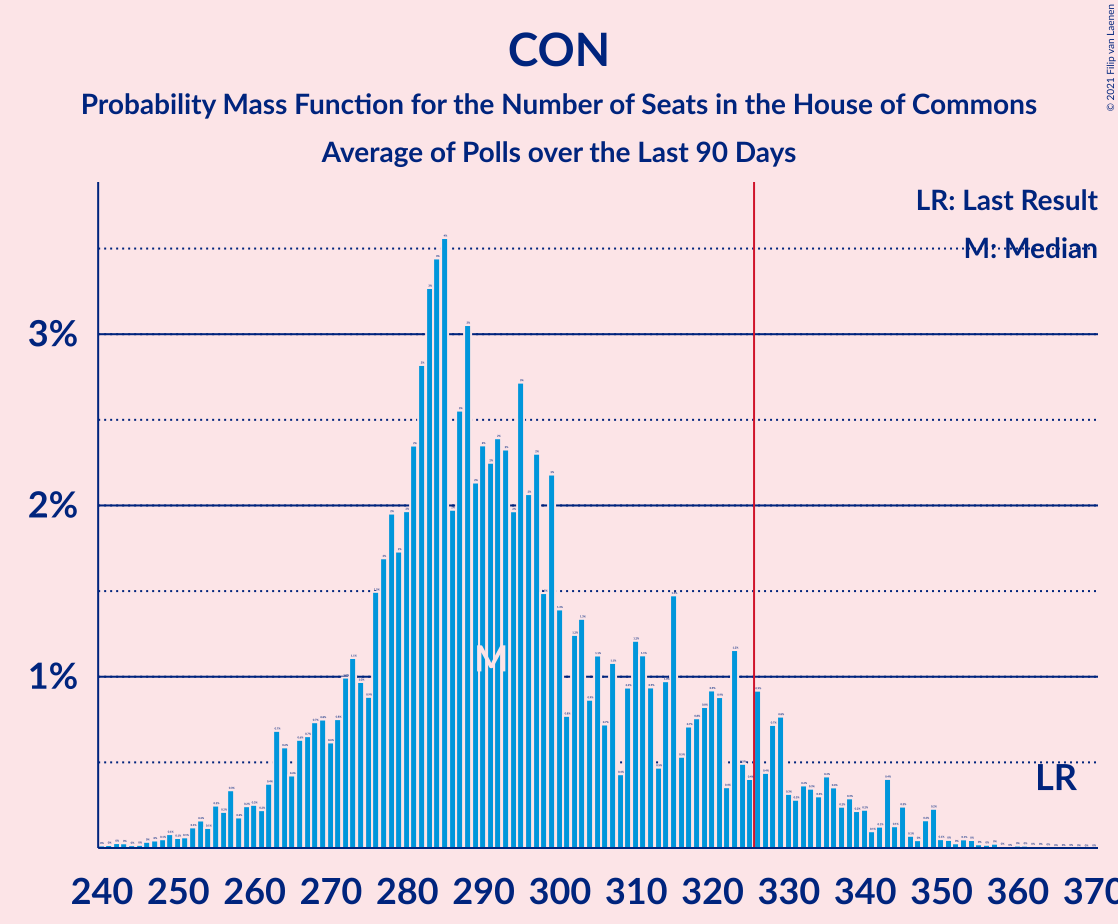 CON
Probability Mass Function for the Number of Seats in the House of Commons
Average of Polls over the Last 90 Days
© 2021 Filip van Laenen
LR: Last Result
M: Median
3%
2%
1%
M
LR
240 250 260 270 280 290 300 310 320 330 340 350 360 370